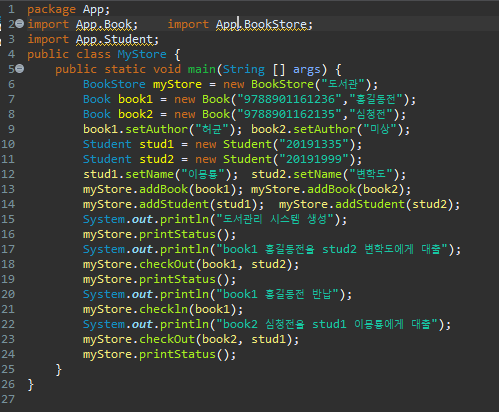 1 package App;
2 import App.Book;    import App.BookStore;
3 import App.Student;
4 public class MyStore {
5     public static void main(String [] args) {
6         BookStore myStore = new BookStore("도서관");
7         Book book1 = new Book("9788901161236","홍길동전");
8         Book book2 = new Book("9788901162135","심청전");
9         book1.setAuthor("허균"); book2.setAuthor("미상");
10         Student stud1 = new Student("20191335");
11         Student stud2 = new Student("20191999");
12         stud1.setName("이몽룡");  stud2.setName("변학도");
13         myStore.addBook(book1); myStore.addBook(book2);
14         myStore.addStudent(stud1);  myStore.addStudent(stud2);
15         System.out.println("도서관리 시스템 생성");
16         myStore.printStatus();
17         System.out.println("book1 홍길동전을 stud2 변학도에게 대출");
18         myStore.checkOut(book1, stud2);
19         myStore.printStatus();
20         System.out.println("book1 홍길동전 반납");
21         myStore.checkln(book1);
22         System.out.println("book2 심청전을 stud1 이몽룡에게 대출");
23         myStore.checkOut(book2, stud1);
24         myStore.printStatus();
25     }
26 }
27